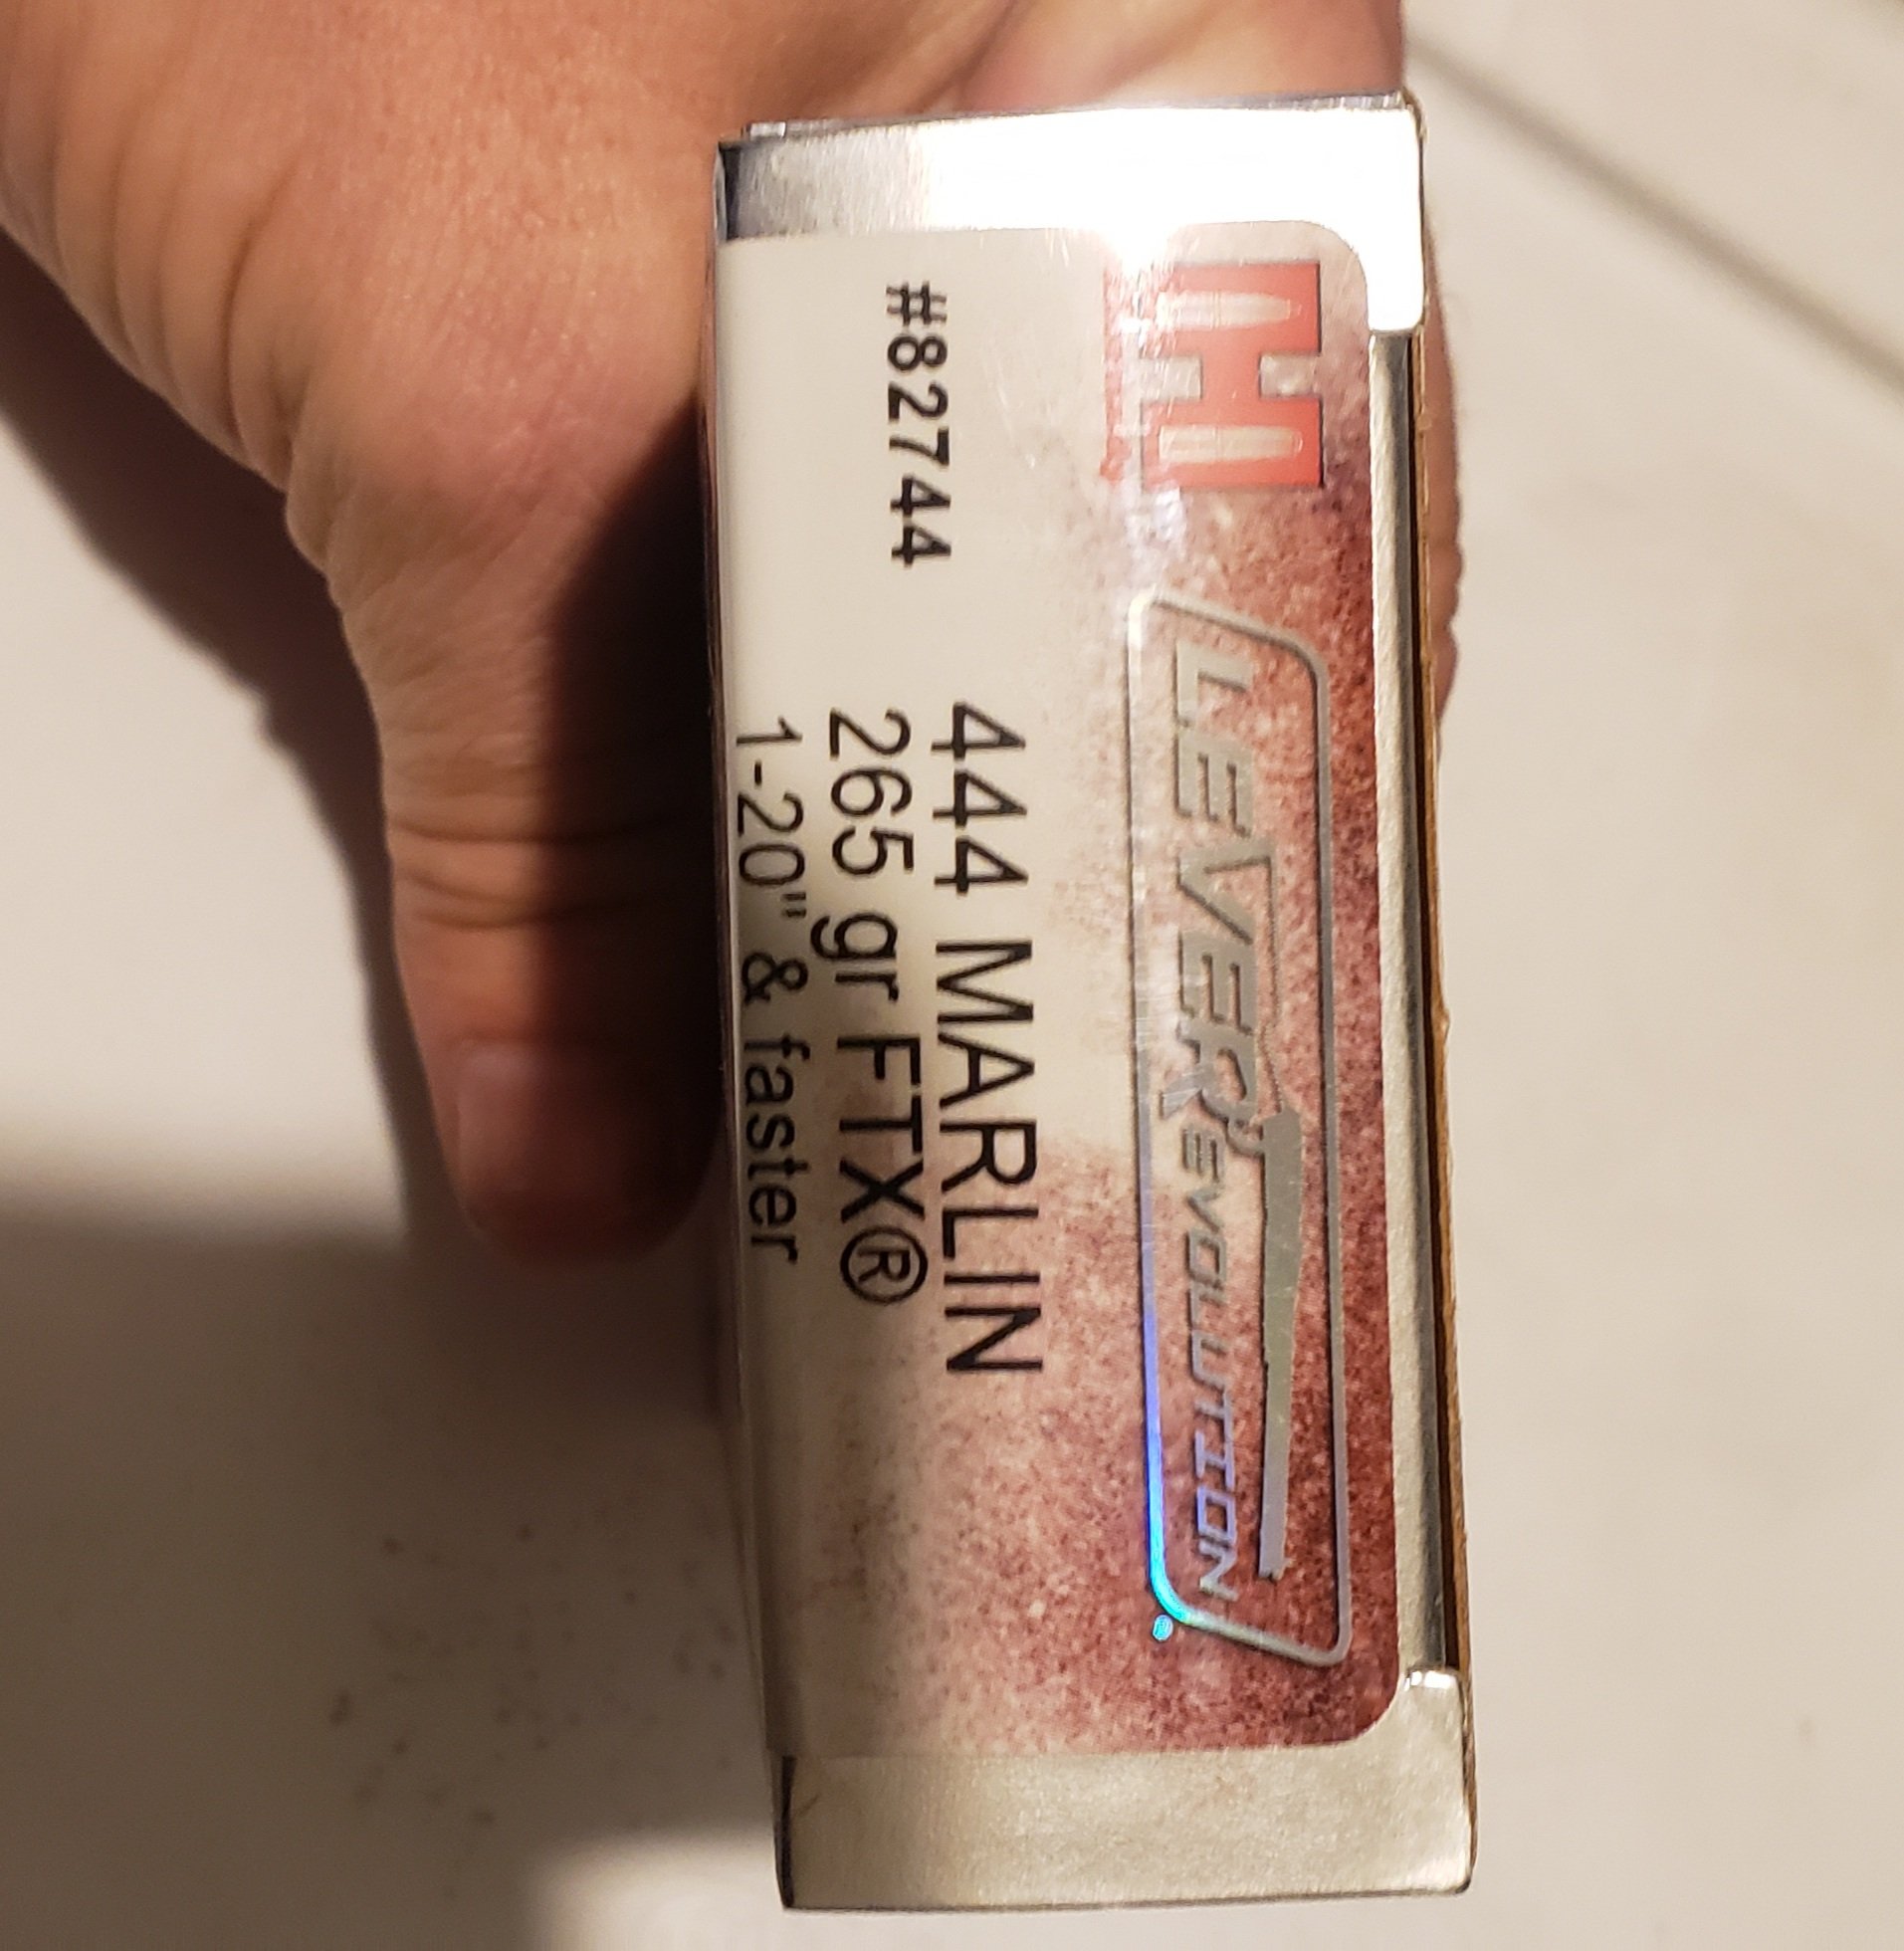 H
LEVERevolution®
444 MARLIN
265 gr FTX®
1-20" & faster
#82744